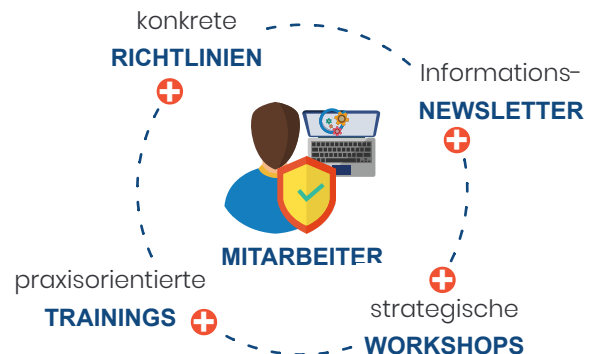 konkrete
RICHTLINIEN
Informations-
NEWSLETTER
MITARBEITER
praxisorientierte
TRAININGS
strategische
WORKSHOPS